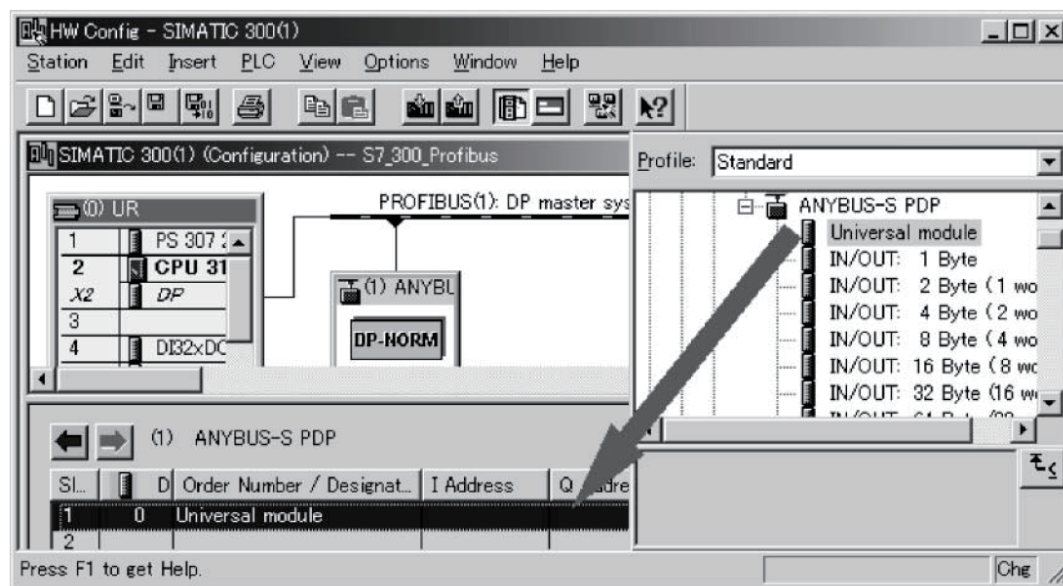 HW Config - SIMATIC 300(1)
Station Edit Insert PLC View Options Window Help
SIMATIC 300(1) (Configuration) -- S7_300_Profibus
(0) UR
1 PS 307
2 CPU 31
X2 DP
3
4 DI32xDO
PROFIBUS(1): DP master sys
(1) ANYBU
DP-NORM
Profile: Standard
ANYBUS-S PDP
Universal module
IN/OUT: 1 Byte
IN/OUT: 2 Byte (1 wo
IN/OUT: 4 Byte (2 wo
IN/OUT: 8 Byte (4 wo
IN/OUT: 16 Byte (8 wo
IN/OUT: 32 Byte (16 w
(1) ANYBUS-S PDP
Sl... D Order Number / Designat... I Address Q
1 0 Universal module
2
Press F1 to get Help.
Chg